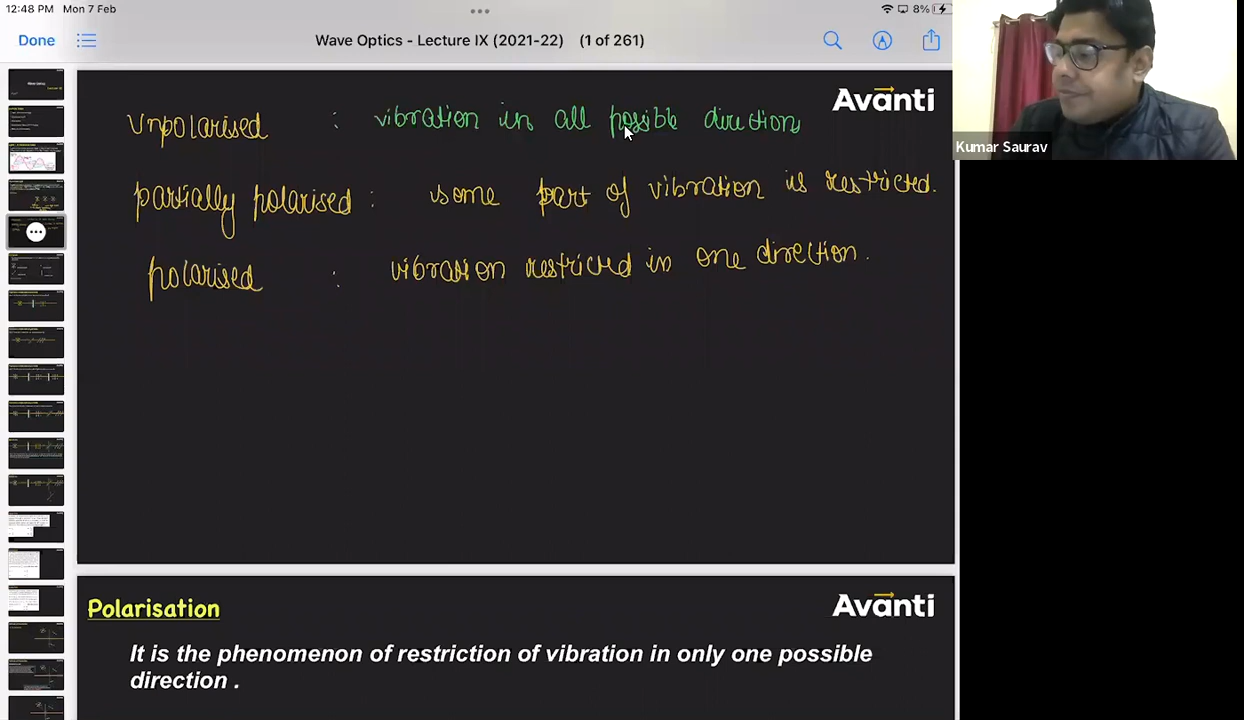 12:48 PM Mon 7 Feb
8%
Done
Wave Optics - Lecture IX (2021-22) (1 of 261)
Avanti
Unpolarised : vibration in all possible directions
Kumar Saurav
partially polarised : some part of vibration is restricted.
polarised : vibration restricted in one direction.
Polarisation
Avanti
It is the phenomenon of restriction of vibration in only one possible
direction .